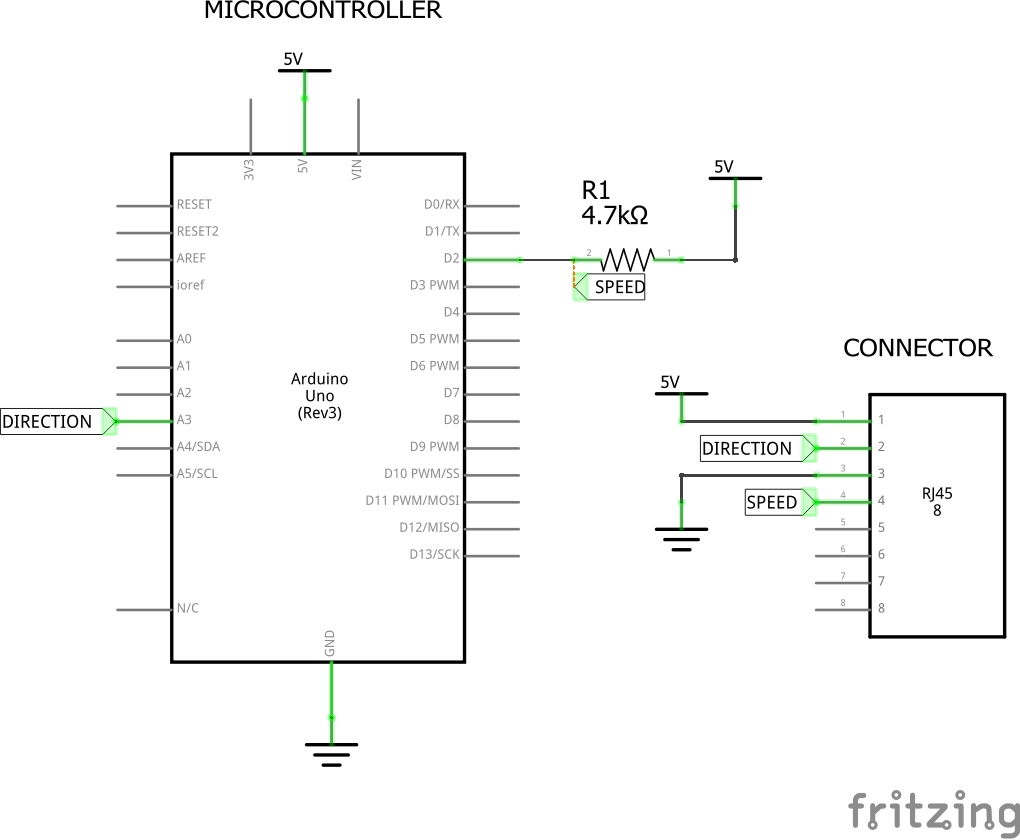 MICROCONTROLLER
5V
3V3
5V
VIN
RESET
RESET2
AREF
ioref
A0
A1
A2
A3
A4/SDA
A5/SCL
N/C
DIRECTION
Arduino
Uno
(Rev3)
D0/RX
D1/TX
D2
D3 PWM
D4
D5 PWM
D6 PWM
D7
D8
D9 PWM
D10 PWM/SS
D11 PWM/MOSI
D12/MISO
D13/SCK
GND
R1
4.7kΩ
2
1
SPEED
5V
CONNECTOR
5V
DIRECTION
SPEED
1
2
3
4
5
6
7
8
1
2
3
4
5
6
7
8
RJ45
8
fritzing